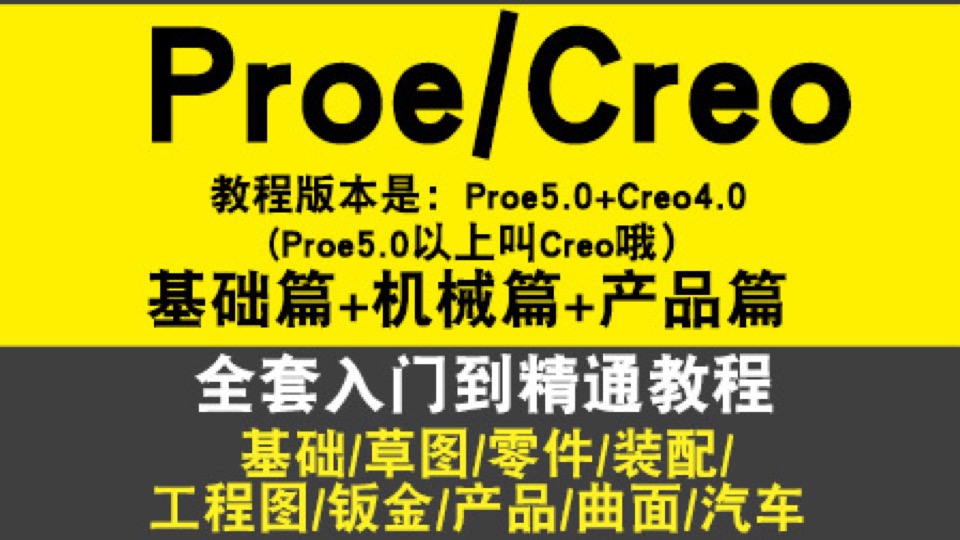 Proe/Creo
教程版本是：Proe5.0+Creo4.0
(Proe5.0以上叫Creo哦）
基础篇+机械篇+产品篇
全套入门到精通教程
基础/草图/零件/装配/
工程图/钣金/产品/曲面/汽车